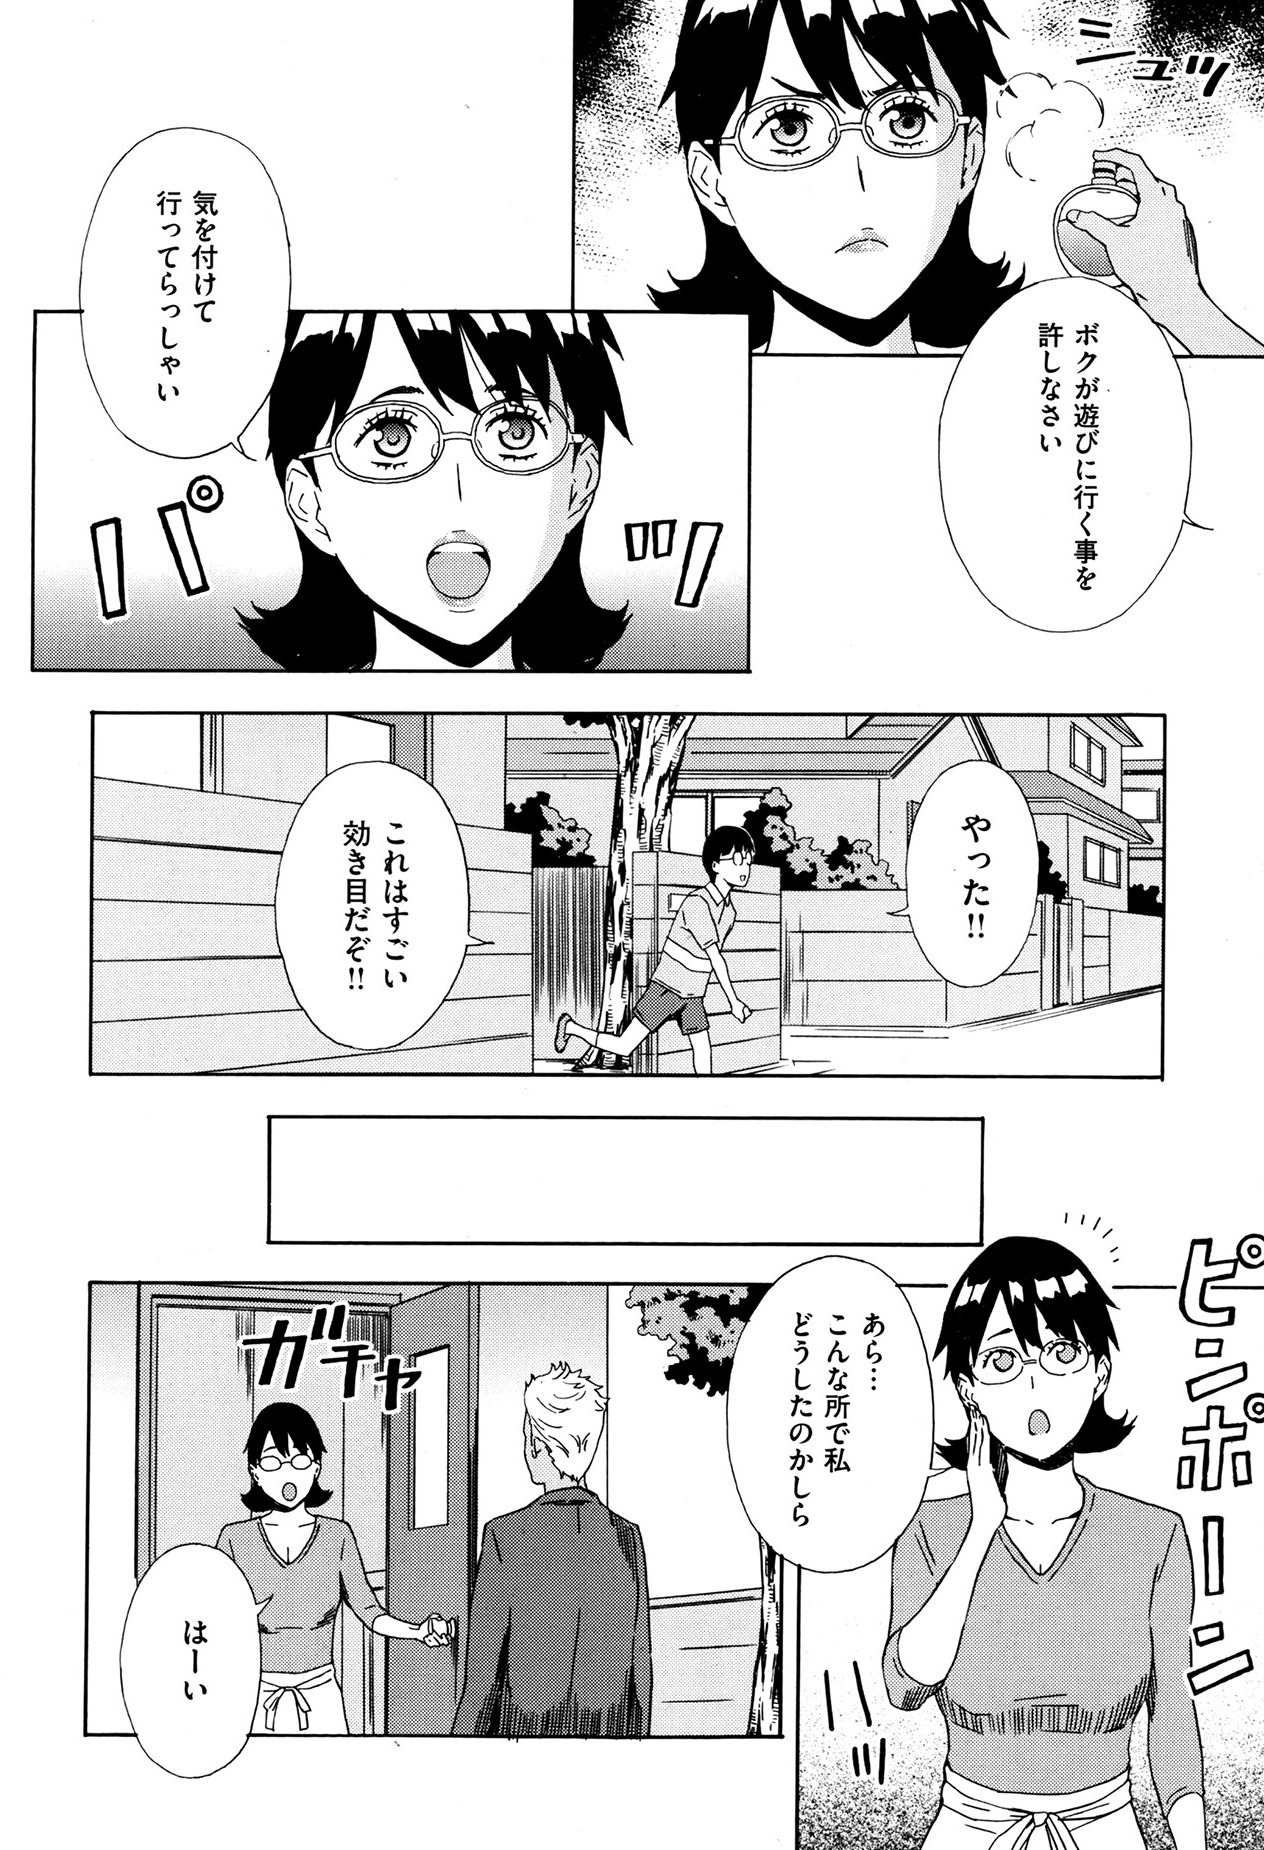 シュッ
ボクが遊びに行く事を
許しなさい
気を付けて
行ってらっしゃい
パッ
やった!!
これはすごい
効き目だぞ!!
ピンポーン
あら…
こんな所で私
どうしたのかしら
ガチャ
はーい